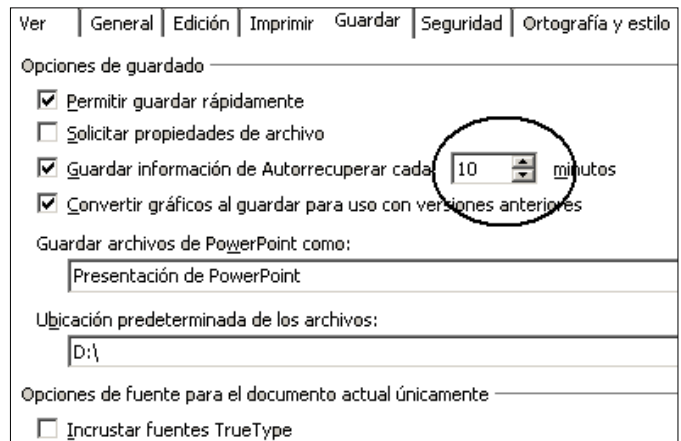 Ver General Edición Imprimir Guardar Seguridad Ortografía y estilo
Opciones de guardado
Permitir guardar rápidamente
Solicitar propiedades de archivo
Guardar información de Autorrecuperar cada 10 minutos
Convertir gráficos al guardar para uso con versiones anteriores
Guardar archivos de PowerPoint como:
Presentación de PowerPoint
Ubicación predeterminada de los archivos:
D:\
Opciones de fuente para el documento actual únicamente
Incrustar fuentes TrueType